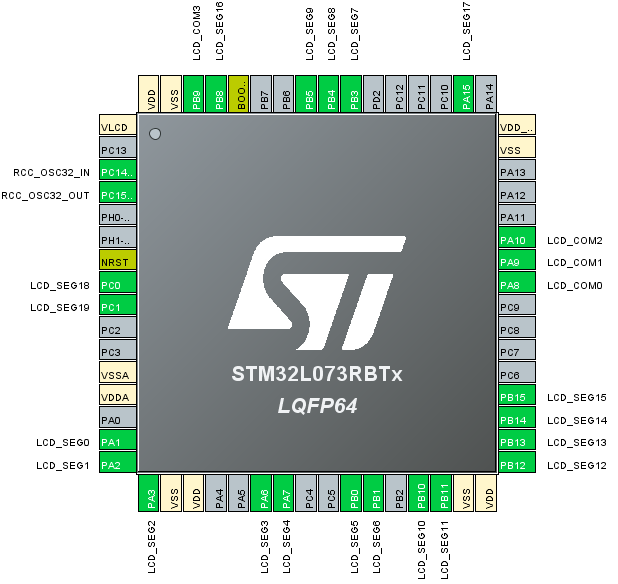 LCD_COM3
LCD_SEG16
LCD_SEG9
LCD_SEG8
LCD_SEG7
LCD_SEG17
VDD
VSS
PB9
PB8
BOO..
PB7
PB6
PB5
PB4
PB3
PD2
PC12
PC11
PC10
PA15
PA14
VLCD
PC13
RCC_OSC32_IN PC14..
RCC_OSC32_OUT PC15..
PH0-..
PH1-..
NRST
LCD_SEG18 PC0
LCD_SEG19 PC1
PC2
PC3
VSSA
VDDA
PA0
LCD_SEG0 PA1
LCD_SEG1 PA2
STM32L073RBTx
LQFP64
VDD_..
VSS
PA13
PA12
PA11
PA10 LCD_COM2
PA9 LCD_COM1
PA8 LCD_COM0
PC9
PC8
PC7
PC6
PB15 LCD_SEG15
PB14 LCD_SEG14
PB13 LCD_SEG13
PB12 LCD_SEG12
PA3
VSS
VDD
PA4
PA5
PA6
PA7
PC4
PC5
PB0
PB1
PB2
PB10
PB11
VSS
VDD
LCD_SEG2
LCD_SEG3
LCD_SEG4
LCD_SEG5
LCD_SEG6
LCD_SEG10
LCD_SEG11